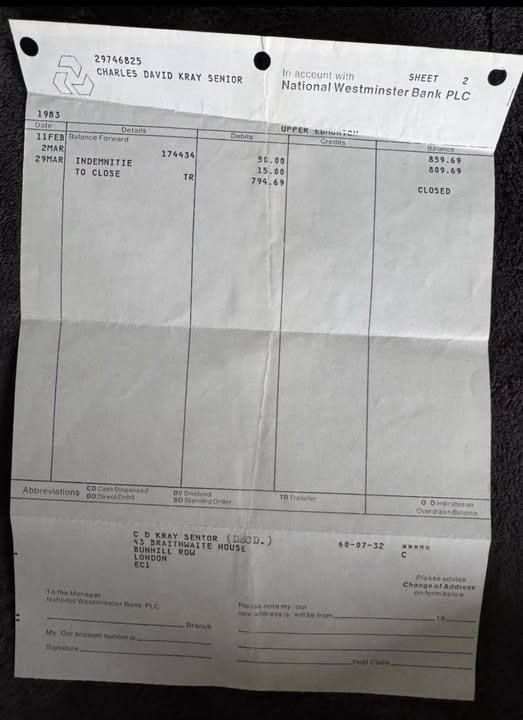 29746825
CHARLES DAVID KRAY SENIOR
In account with SHEET 2
National Westminster Bank PLC
1983 UPPER EDMONTON
Date Details Debits Credits Balance
11FEB Balance Forward 859.69
2MAR 174434 50.00 809.69
29MAR INDEMNITIE 15.00
TO CLOSE TR 794.69 CLOSED
Abbreviations CD Cash Dispensed DV Dividend TR Transfer O D Indicates an
DD Direct Debit SO Standing Order Overdrawn Balance
C D KRAY SENIOR (DECD.) 60-07-32 *****
43 BRAITHWAITE HOUSE C
BUNHILL ROW
LONDON
EC1
Please advise
Change of Address
on form below
To the Manager
National Westminster Bank PLC
Please note my our
new address is will be from 19
Branch
My Our account number is
Signature
Post Code